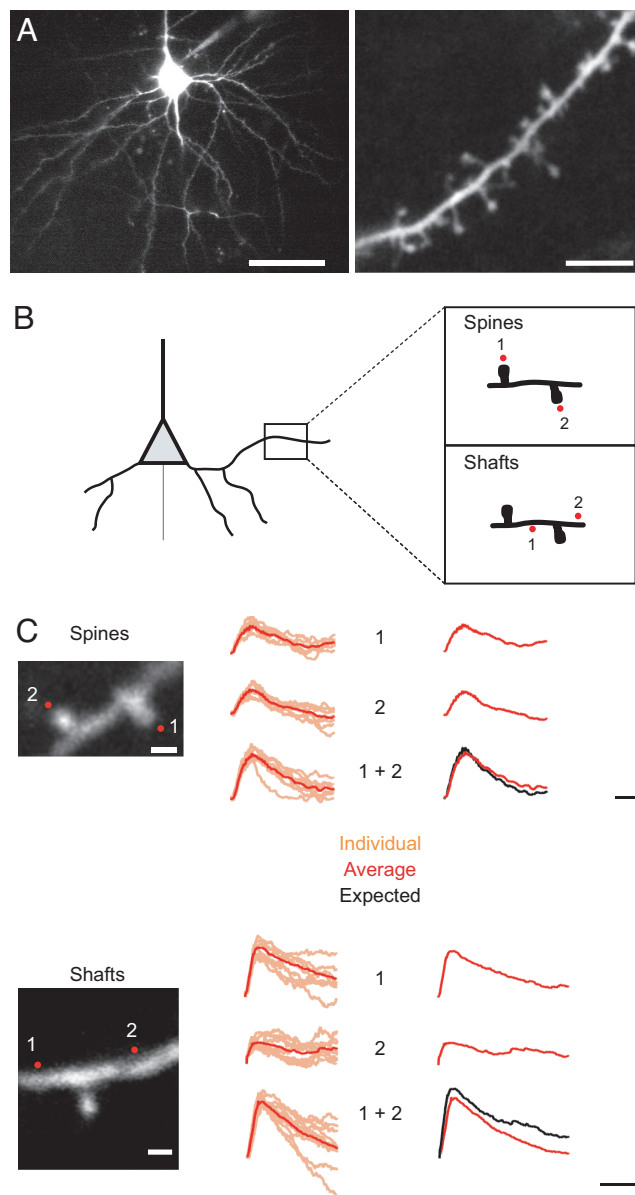 A
B
Spines
1
2
Shafts
2
1
C
Spines
2
1
1
2
1 + 2
Individual
Average
Expected
Shafts
1
2
1
2
1 + 2